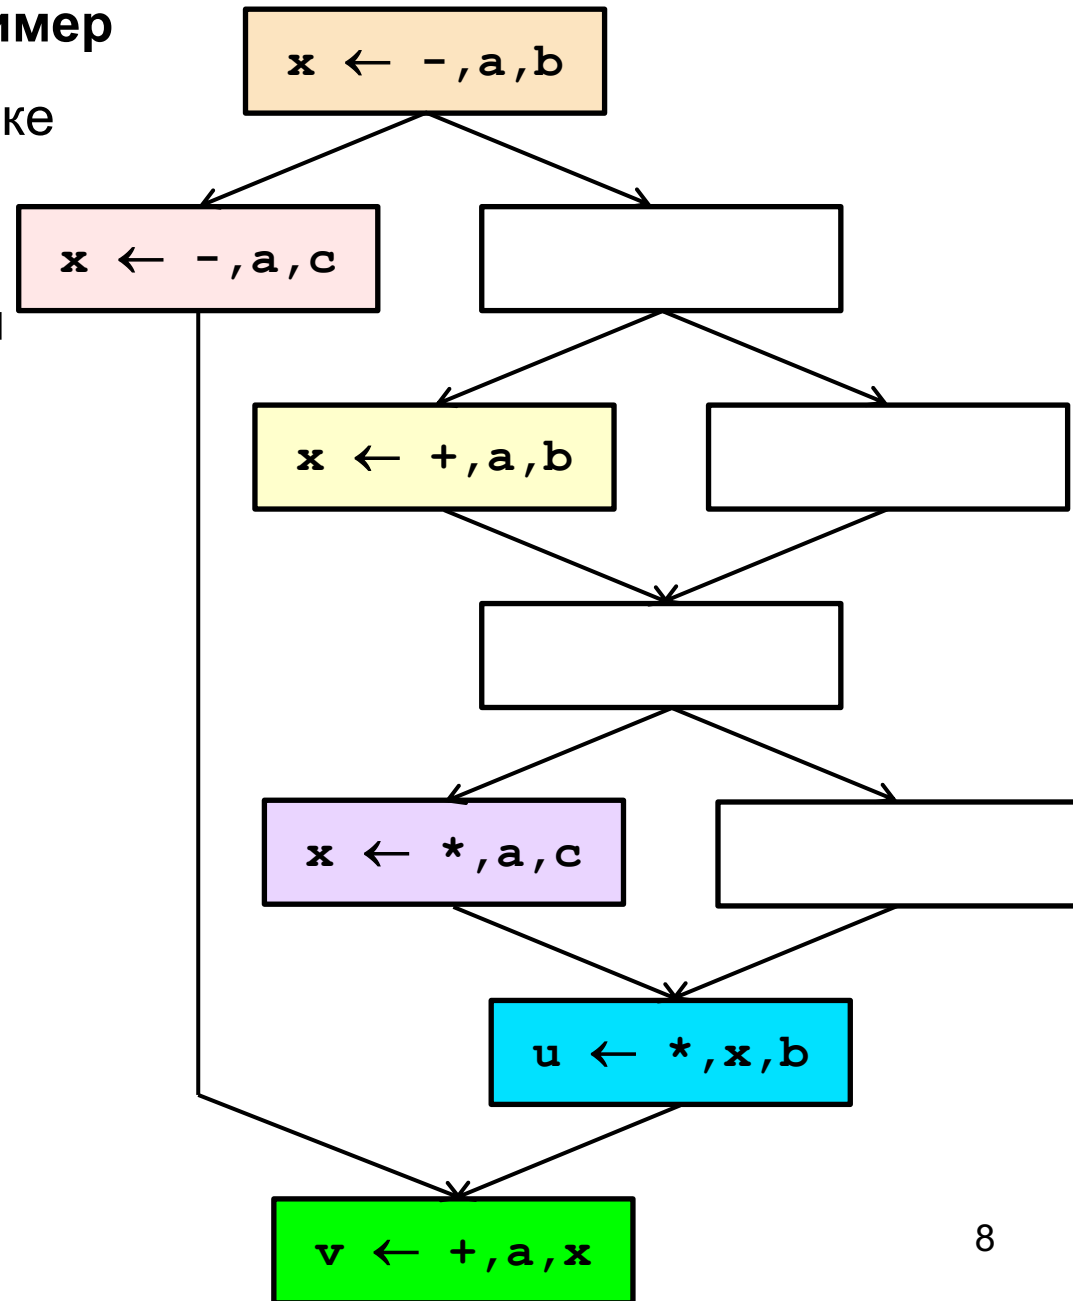 имер
x ← -,a,b
ке
x ← -,a,c
x ← +,a,b
x ← *,a,c
u ← *,x,b
v ← +,a,x
8